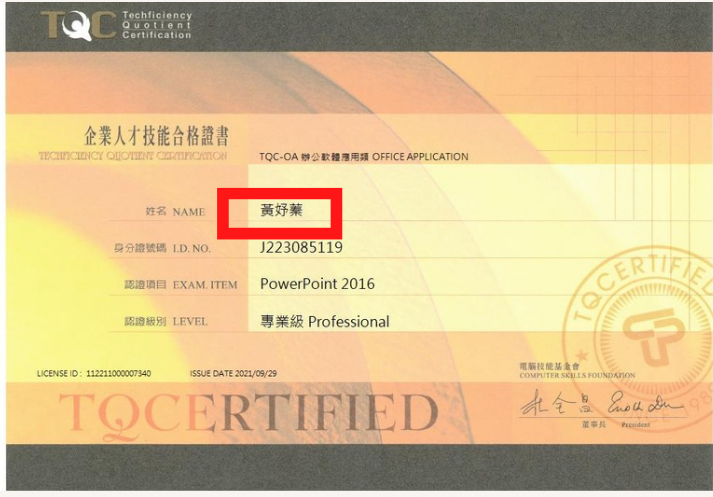 TQC Techficiency
Quotient
Certification
企業人才技能合格證書
TECHFICIENCY QUOTIENT CERTIFICATION
TQC-OA 辦公軟體應用類 OFFICE APPLICATION
姓名 NAME 黃妤蓁
身分證號碼 I.D. NO. J223085119
認證項目 EXAM. ITEM PowerPoint 2016
認證級別 LEVEL 專業級 Professional
TQCERTIFIED
LICENSE ID : 112211000007340 ISSUE DATE 2021/09/29
電腦技能基金會
COMPUTER SKILLS FOUNDATION
TQCERTIFIED
董事長 President